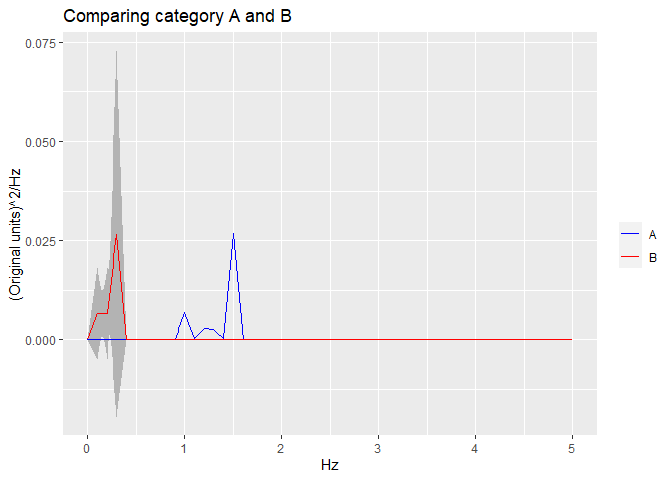 Comparing category A and B
0.075
0.050
0.025
0.000
(Original units)^2/Hz
0 1 2 3 4 5
Hz
A
B